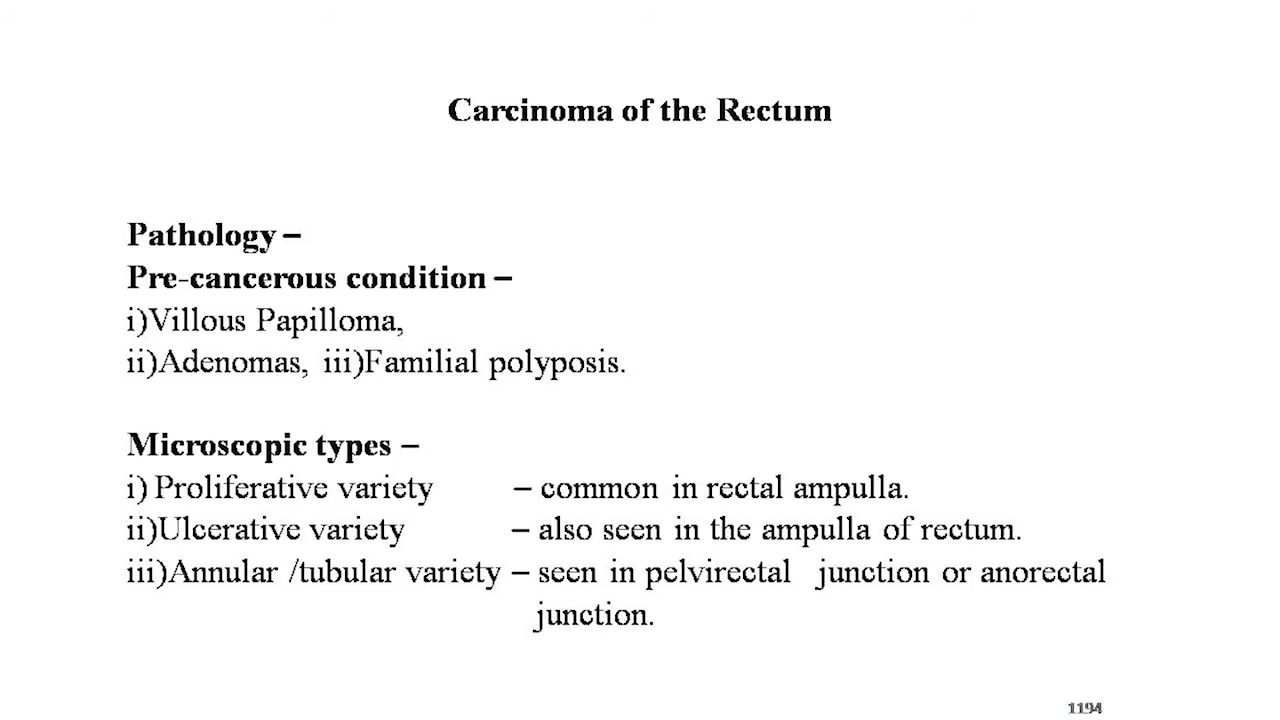 Carcinoma of the Rectum
Pathology –
Pre-cancerous condition –
i)Villous Papilloma,
ii)Adenomas, iii)Familial polyposis.
Microscopic types –
i) Proliferative variety – common in rectal ampulla.
ii)Ulcerative variety – also seen in the ampulla of rectum.
iii)Annular /tubular variety – seen in pelvirectal junction or anorectal
junction.
1194